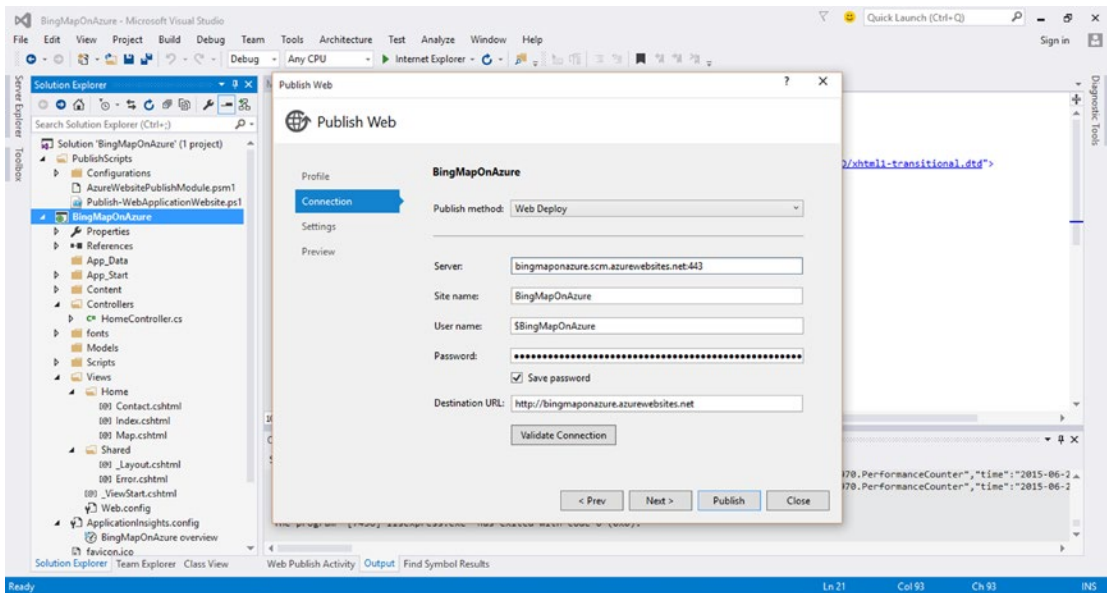 BingMapOnAzure - Microsoft Visual Studio
Quick Launch (Ctrl+Q)
File Edit View Project Build Debug Team Tools Architecture Test Analyze Window Help
Sign in
Debug Any CPU Internet Explorer
Server Explorer
Toolbox
Solution Explorer
Search Solution Explorer (Ctrl+;)
Solution 'BingMapOnAzure' (1 project)
PublishScripts
Configurations
AzureWebsitePublishModule.psm1
Publish-WebApplicationWebsite.ps1
BingMapOnAzure
Properties
References
App_Data
App_Start
Content
Controllers
C# HomeController.cs
fonts
Models
Scripts
Views
Home
[@] Contact.cshtml
[@] Index.cshtml
[@] Map.cshtml
Shared
[@] _Layout.cshtml
[@] Error.cshtml
[@] _ViewStart.cshtml
Web.config
ApplicationInsights.config
BingMapOnAzure overview
favicon.ico
Solution Explorer Team Explorer Class View
Publish Web
? X
Publish Web
Profile
Connection
Settings
Preview
BingMapOnAzure
Publish method: Web Deploy
Server: bingmaponazure.scm.azurewebsites.net:443
Site name: BingMapOnAzure
User name: $BingMapOnAzure
Password:
Save password
Destination URL: http://bingmaponazure.azurewebsites.net
Validate Connection
< Prev Next > Publish Close
/xhtml1-transitional.dtd">
Diagnostic Tools
970.PerformanceCounter","time":"2015-06-2
970.PerformanceCounter","time":"2015-06-2
Web Publish Activity Output Find Symbol Results
Ready Ln 21 Col 93 Ch 93 INS